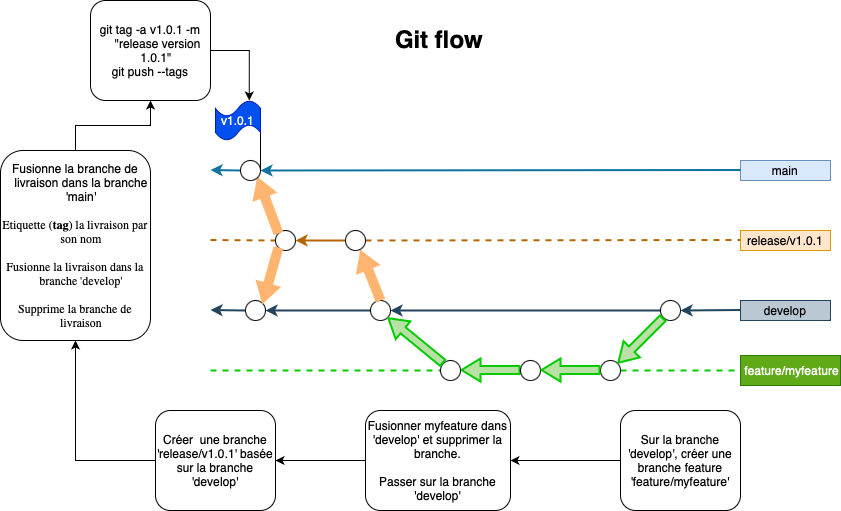 Git flow
git tag -a v1.0.1 -m
"release version
1.0.1"
git push --tags
v1.0.1
Fusionne la branche de
livraison dans la branche
'main'
Etiquette (tag) la livraison par
son nom
Fusionne la livraison dans la
branche 'develop'
Supprime la branche de
livraison
main
release/v1.0.1
develop
feature/myfeature
Créer une branche
'release/v1.0.1' basée
sur la branche
'develop'
Fusionner myfeature dans
'develop' et supprimer la
branche.
Passer sur la branche
'develop'
Sur la branche
'develop', créer une
branche feature
'feature/myfeature'